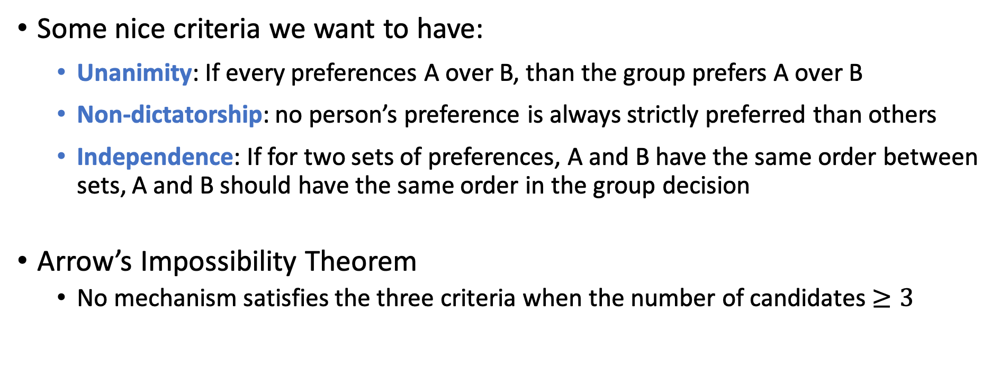 • Some nice criteria we want to have:
• Unanimity: If every preferences A over B, than the group prefers A over B
• Non-dictatorship: no person’s preference is always strictly preferred than others
• Independence: If for two sets of preferences, A and B have the same order between
sets, A and B should have the same order in the group decision
• Arrow’s Impossibility Theorem
• No mechanism satisfies the three criteria when the number of candidates ≥ 3